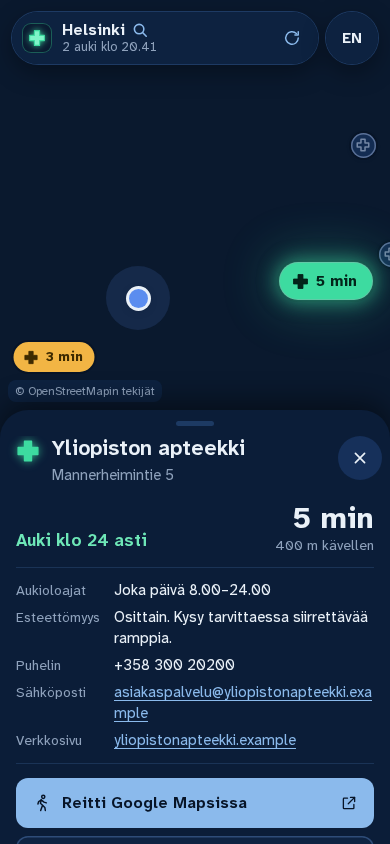 Helsinki
2 auki klo 20.41
EN
5 min
3 min
© OpenStreetMapin tekijät
Yliopiston apteekki
Mannerheimintie 5
5 min
Auki klo 24 asti
400 m kävellen
Aukioloajat Joka päivä 8.00–24.00
Esteettömyys Osittain. Kysy tarvittaessa siirrettävää
ramppia.
Puhelin +358 300 20200
Sähköposti asiakaspalvelu@yliopistonapteekki.exa
mple
Verkkosivu yliopistonapteekki.example
Reitti Google Mapsissa